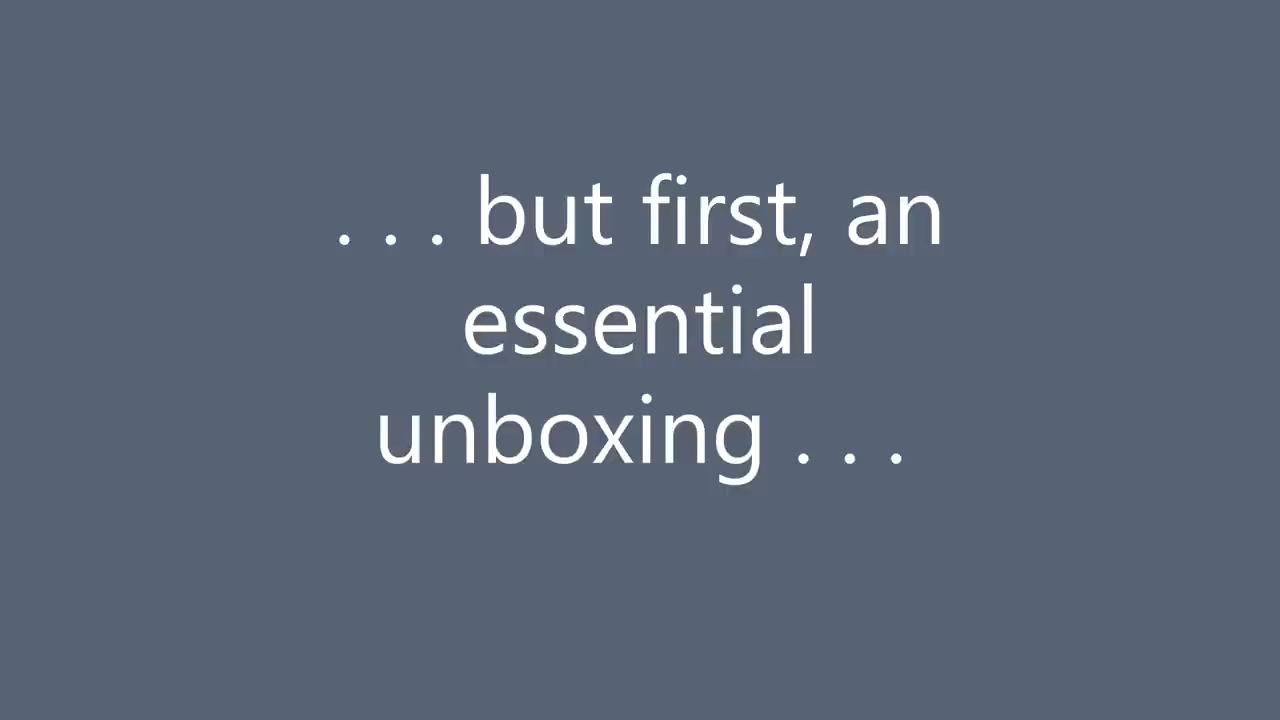 . . . but first, an
essential
unboxing . . .